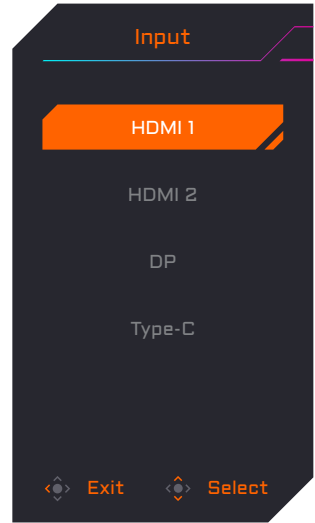 Input
HDMI 1
HDMI 2
DP
Type-C
Exit Select